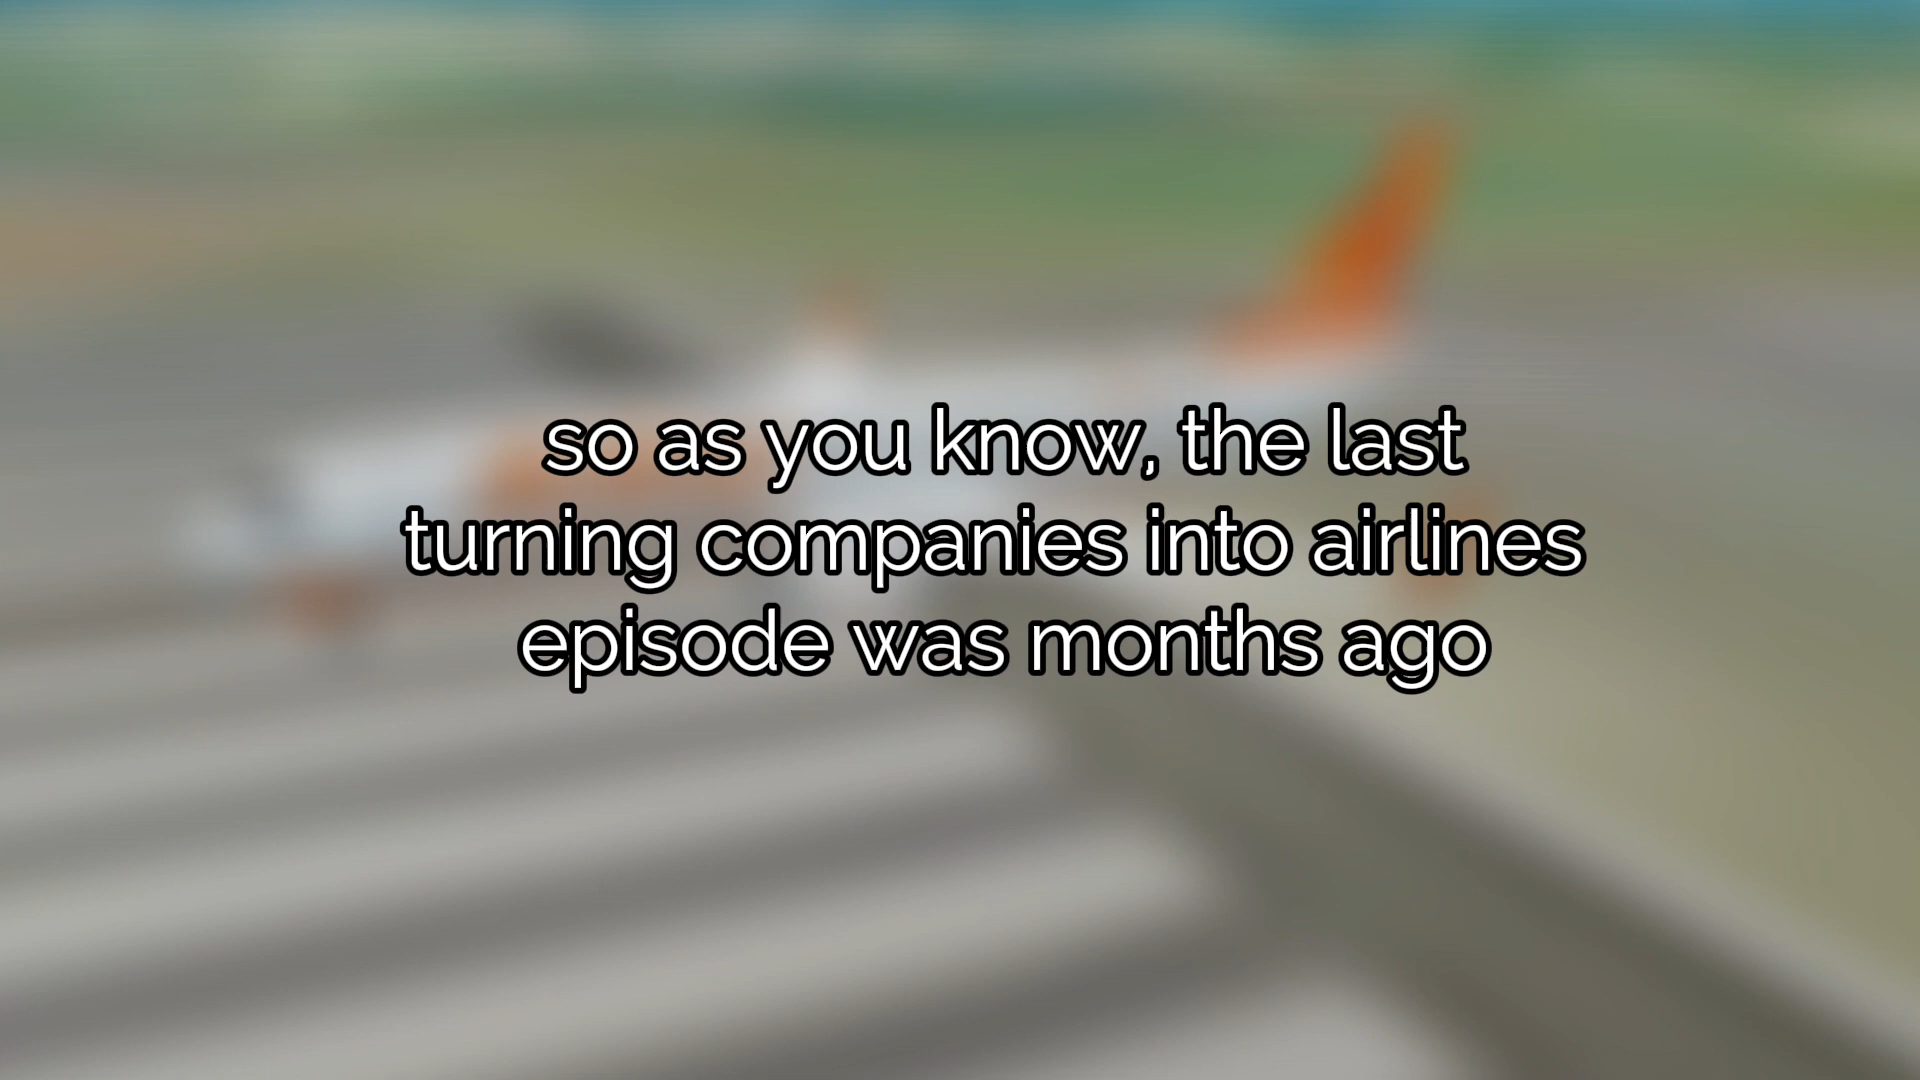 so as you know, the last
turning companies into airlines
episode was months ago